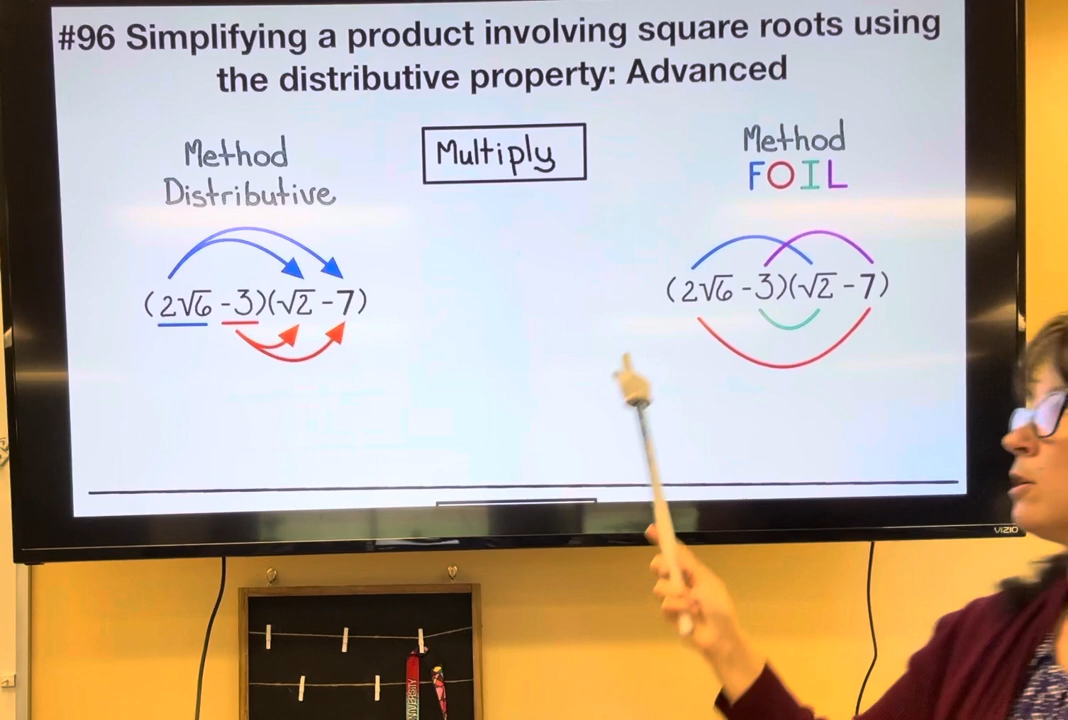 #96 Simplifying a product involving square roots using
the distributive property: Advanced
Method
Distributive
(2√6 -3)(√2 -7)
Multiply
Method
FOIL
(2√6 -3)(√2 -7)
VIZIO